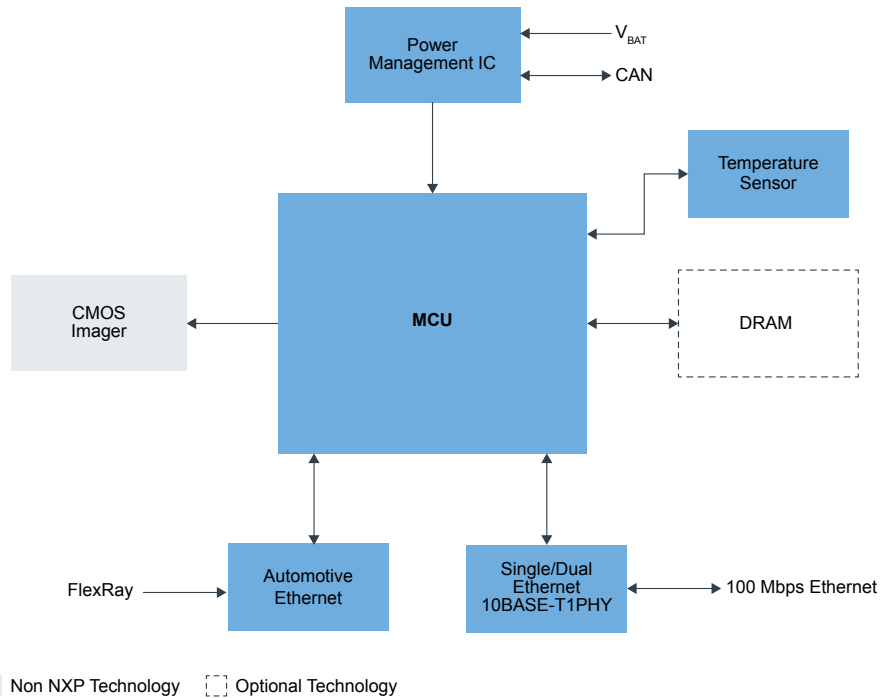 Power
Management IC
V_BAT
CAN
Temperature
Sensor
CMOS
Imager
MCU
DRAM
FlexRay
Automotive
Ethernet
Single/Dual
Ethernet
10BASE-T1PHY
100 Mbps Ethernet
Non NXP Technology
Optional Technology